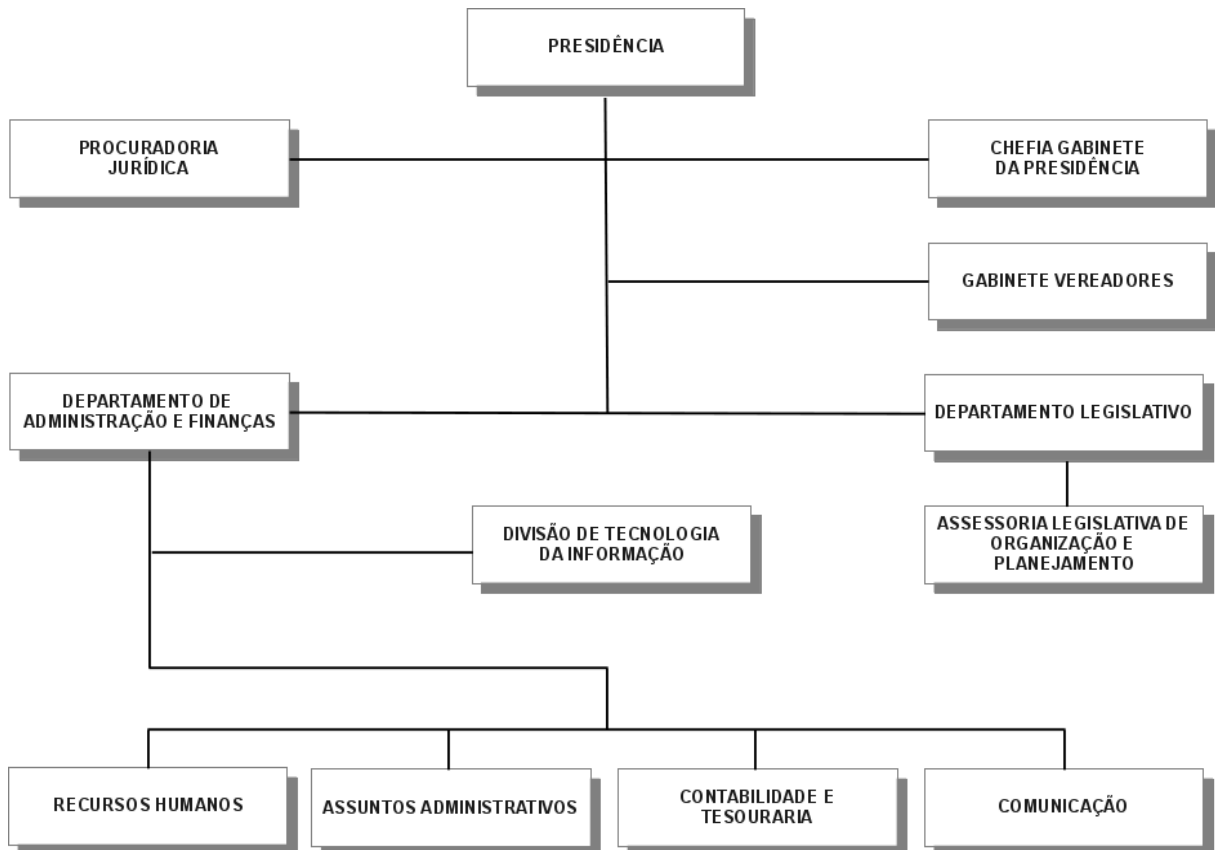 PRESIDÊNCIA
PROCURADORIA
JURÍDICA
CHEFIA GABINETE
DA PRESIDÊNCIA
GABINETE VEREADORES
DEPARTAMENTO DE
ADMINISTRAÇÃO E FINANÇAS
DEPARTAMENTO LEGISLATIVO
DIVISÃO DE TECNOLOGIA
DA INFORMAÇÃO
ASSESSORIA LEGISLATIVA DE
ORGANIZAÇÃO E
PLANEJAMENTO
RECURSOS HUMANOS
ASSUNTOS ADMINISTRATIVOS
CONTABILIDADE E
TESOURARIA
COMUNICAÇÃO